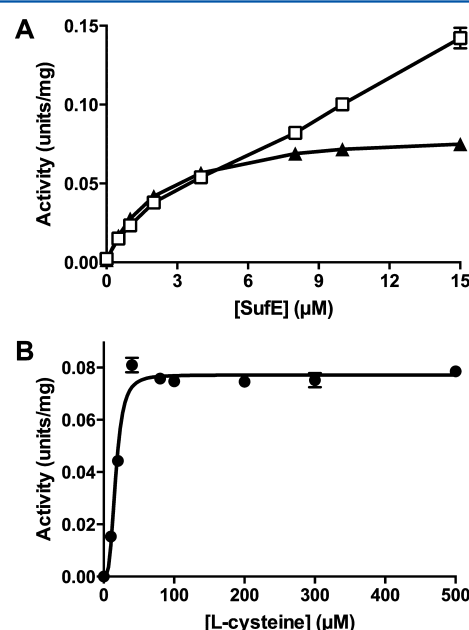 A
0.15
0.10
0.05
0.00
Activity (units/mg)
0 3 6 9 12 15
[SufE] (µM)
B
0.08
0.06
0.04
0.02
0.00
Activity (units/mg)
0 100 200 300 400 500
[L-cysteine] (µM)